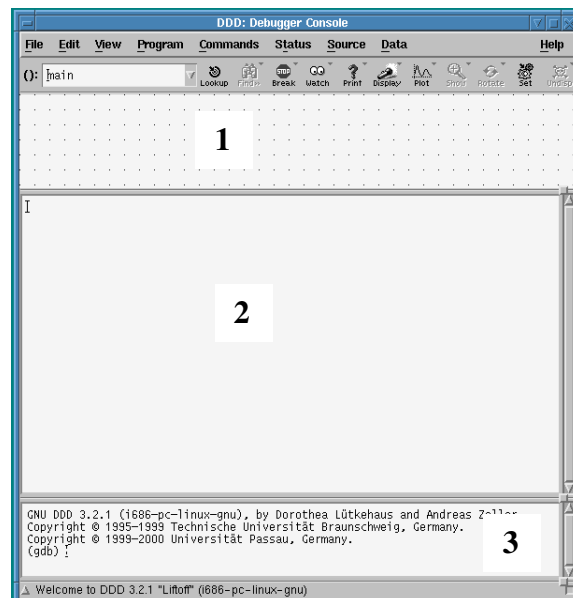 DDD: Debugger Console
File Edit View Program Commands Status Source Data Help
(): main Lookup Find» Break Watch Print Display Plot Show Rotate Set Undisp
1
2
GNU DDD 3.2.1 (i686-pc-linux-gnu), by Dorothea Lütkehaus and Andreas Zeller
Copyright © 1995-1999 Technische Universität Braunschweig, Germany.
Copyright © 1999-2000 Universität Passau, Germany.
(gdb)
3
Welcome to DDD 3.2.1 "Liftoff" (i686-pc-linux-gnu)